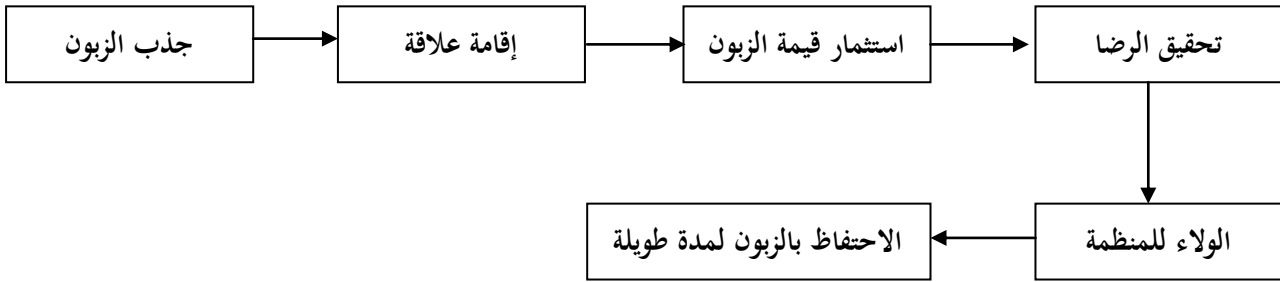 جذب الزبون
إقامة علاقة
استثمار قيمة الزبون
تحقيق الرضا
الولاء للمنظمة
الاحتفاظ بالزبون لمدة طويلة